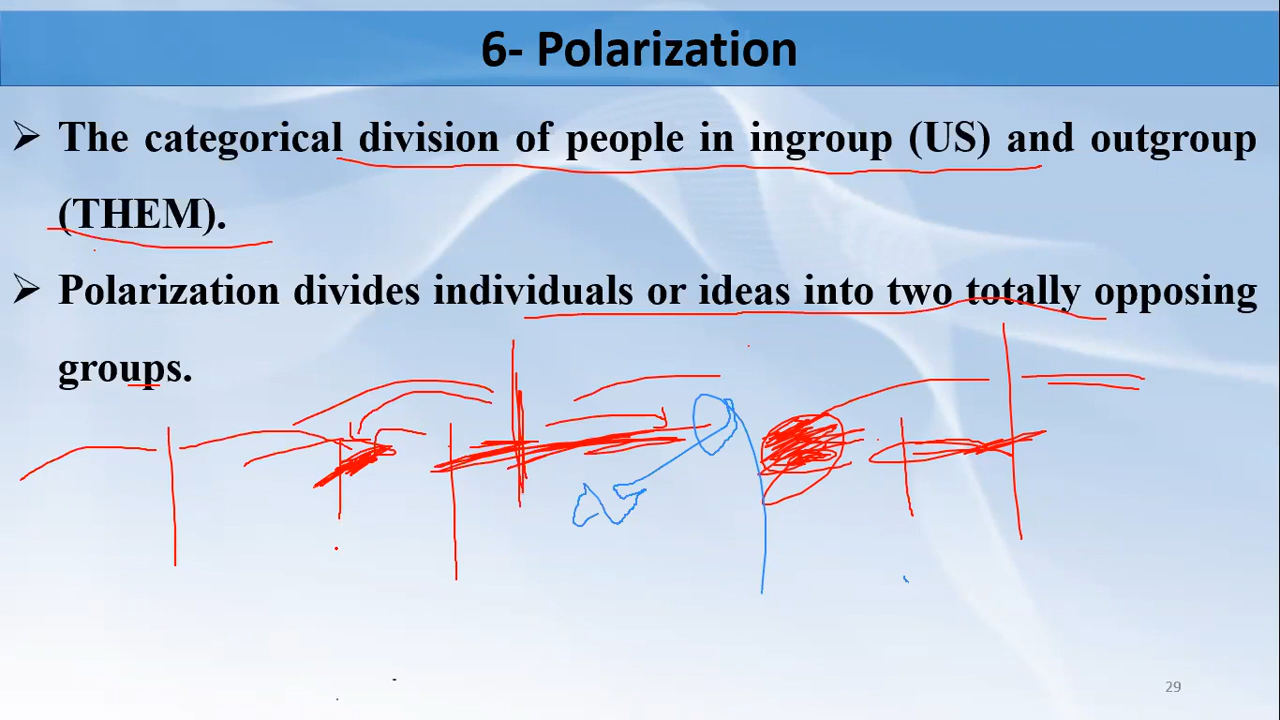 6- Polarization
➢ The categorical division of people in ingroup (US) and outgroup
(THEM).
➢ Polarization divides individuals or ideas into two totally opposing
groups.
29